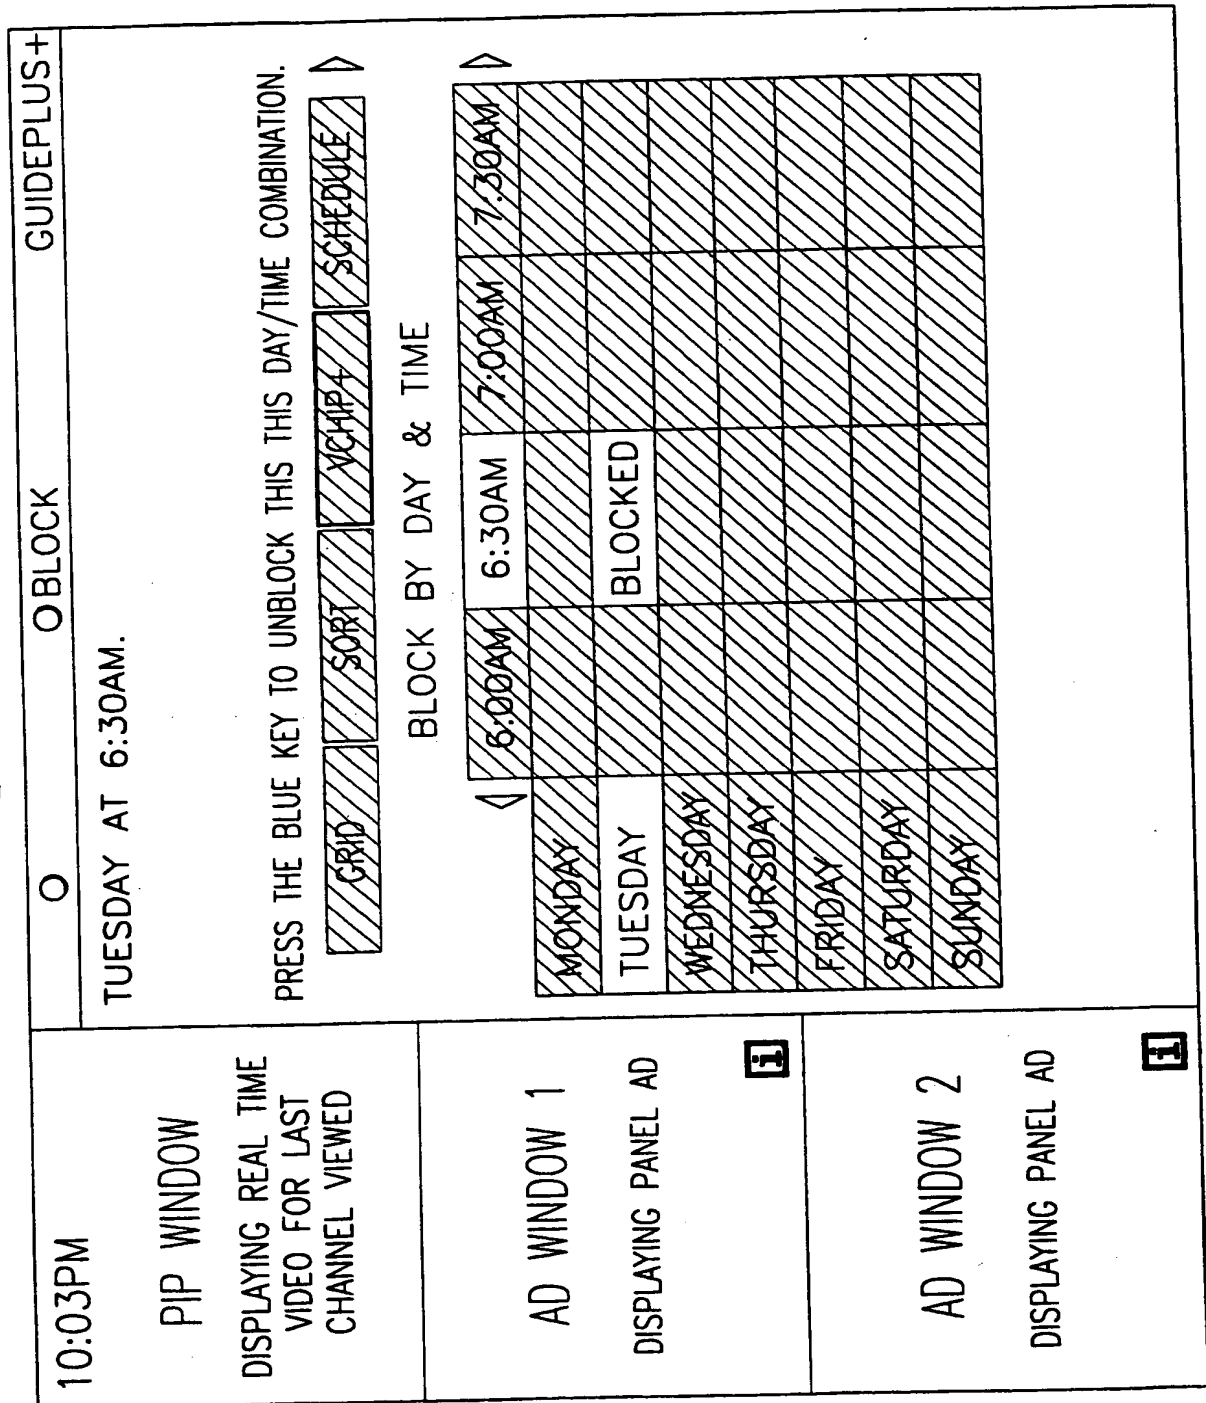 10:03PM
O
O BLOCK
GUIDEPLUS+
PIP WINDOW
DISPLAYING REAL TIME
VIDEO FOR LAST
CHANNEL VIEWED
AD WINDOW 1
DISPLAYING PANEL AD
i
AD WINDOW 2
DISPLAYING PANEL AD
i
TUESDAY AT 6:30AM.
PRESS THE BLUE KEY TO UNBLOCK THIS THIS DAY/TIME COMBINATION.
GRID SORT VCHIP+ SCHEDULE
BLOCK BY DAY & TIME
6:00AM 6:30AM 7:00AM 7:30AM
MONDAY
TUESDAY BLOCKED
WEDNESDAY
THURSDAY
FRIDAY
SATURDAY
SUNDAY